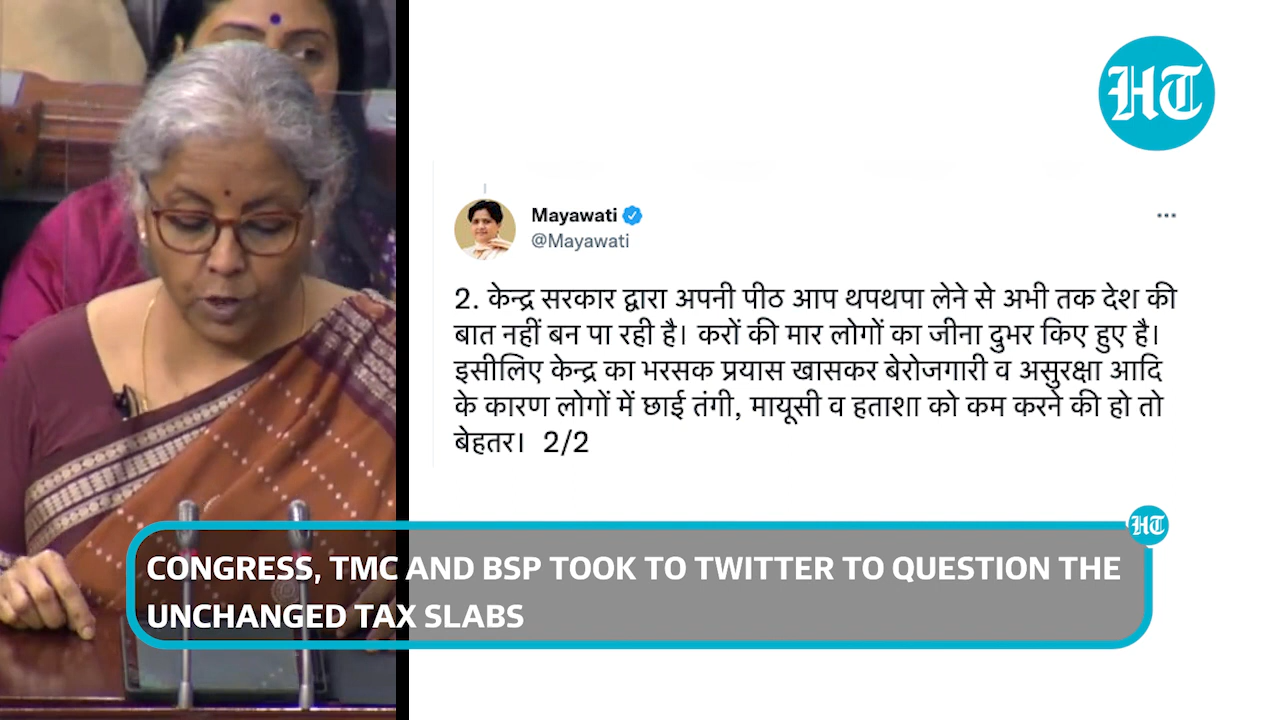 HT
Mayawati
@Mayawati
2. केन्द्र सरकार द्वारा अपनी पीठ आप थपथपा लेने से अभी तक देश की
बात नहीं बन पा रही है। करों की मार लोगों का जीना दुभर किए हुए है।
इसीलिए केन्द्र का भरसक प्रयास खासकर बेरोजगारी व असुरक्षा आदि
के कारण लोगों में छाई तंगी, मायूसी व हताशा को कम करने की हो तो
बेहतर। 2/2
HT
CONGRESS, TMC AND BSP TOOK TO TWITTER TO QUESTION THE
UNCHANGED TAX SLABS